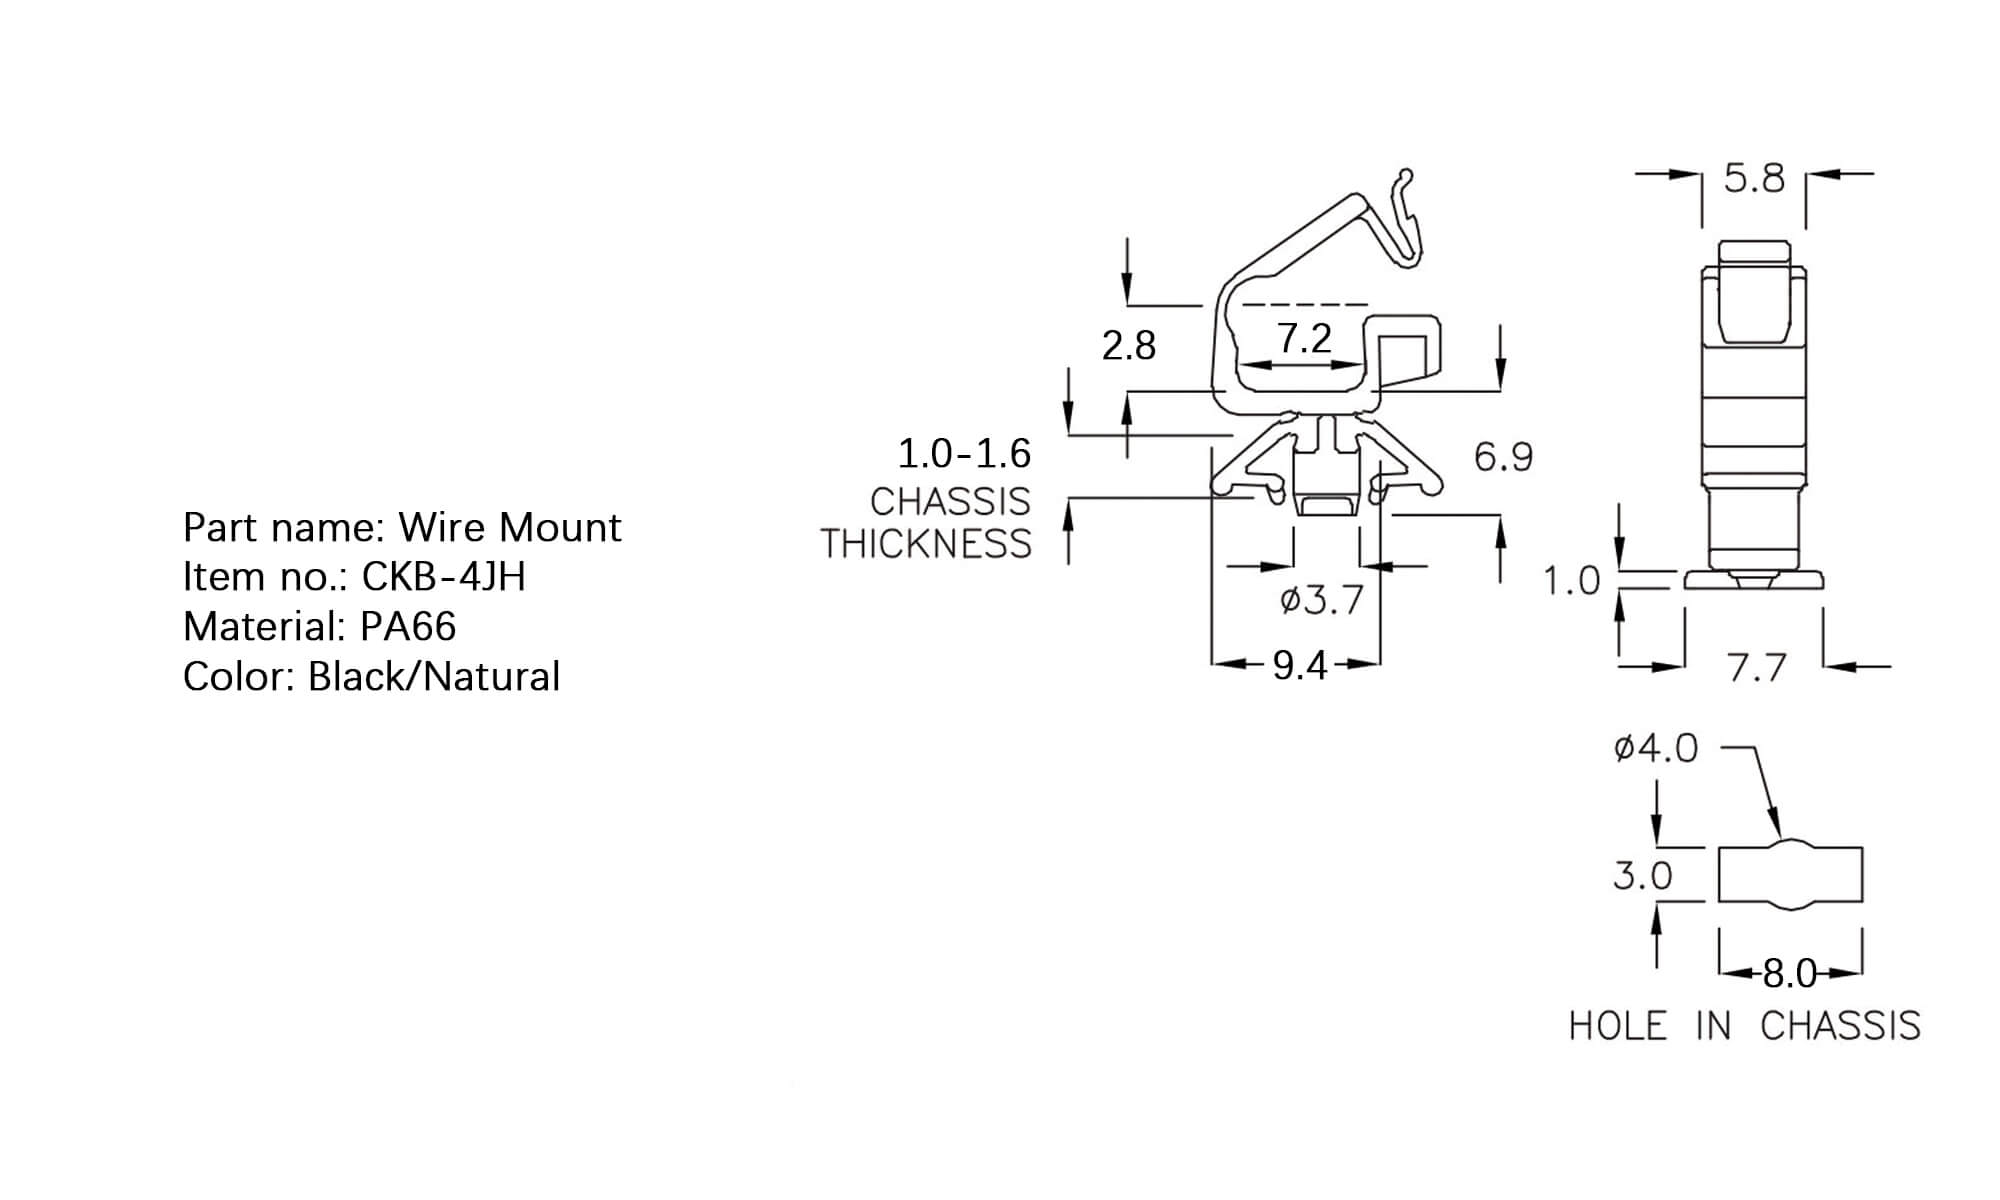 Part name: Wire Mount
Item no.: CKB-4JH
Material: PA66
Color: Black/Natural
2.8
7.2
1.0-1.6
CHASSIS
THICKNESS
6.9
ø3.7
9.4
5.8
1.0
7.7
ø4.0
3.0
8.0
HOLE IN CHASSIS